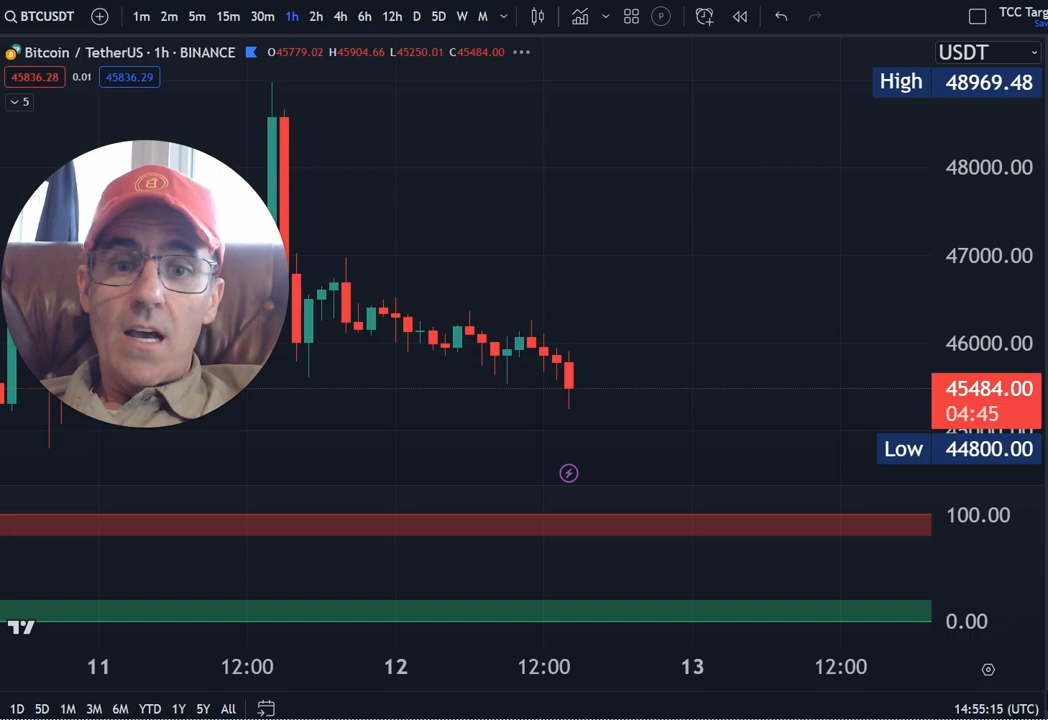 BTCUSDT 1m 2m 5m 15m 30m 1h 2h 4h 6h 12h D 5D W M P TCC Targ
Sav
Bitcoin / TetherUS · 1h · BINANCE O45779.02 H45904.66 L45250.01 C45484.00
USDT
45836.28 0.01 45836.29
High 48969.48
5
48000.00
47000.00
46000.00
45484.00
04:45
Low 44800.00
100.00
0.00
11 12:00 12 12:00 13 12:00
1D 5D 1M 3M 6M YTD 1Y 5Y All 14:55:15 (UTC)